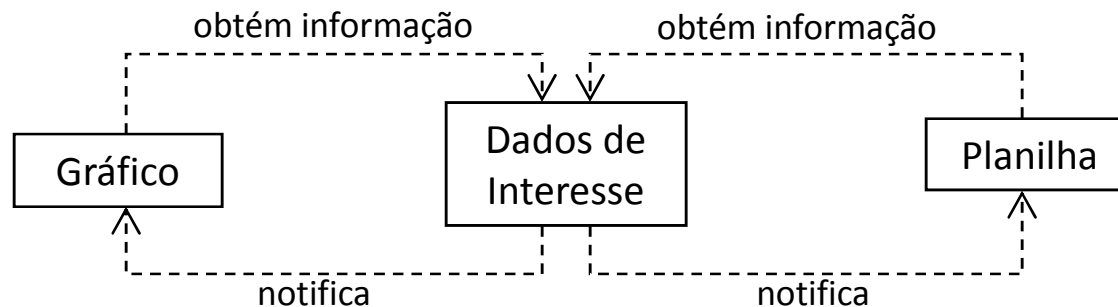 obtém informação
obtém informação
Gráfico
Dados de
Interesse
Planilha
notifica
notifica